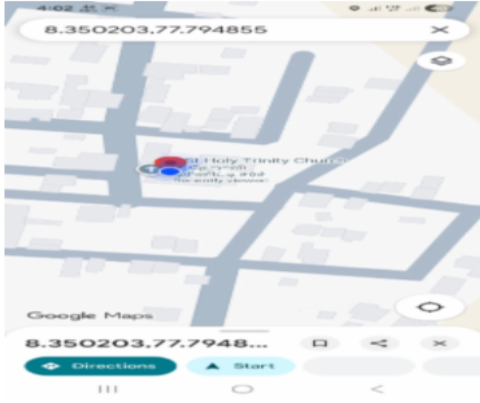 4:02
8.350203,77.794855
St Holy Trinity Church
Google Maps
8.350203,77.7948...
Directions
Start